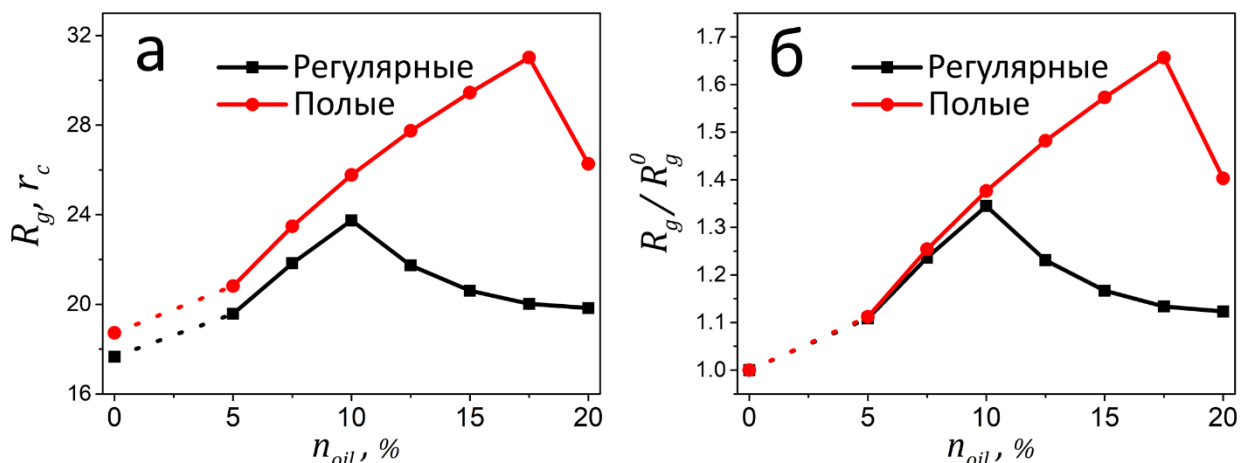 а
Регулярные
Полые
R_g, r_c
32
28
24
20
16
0 5 10 15 20
n_oil, %
б
Регулярные
Полые
R_g / R_g^0
1.7
1.6
1.5
1.4
1.3
1.2
1.1
1.0
0 5 10 15 20
n_oil, %